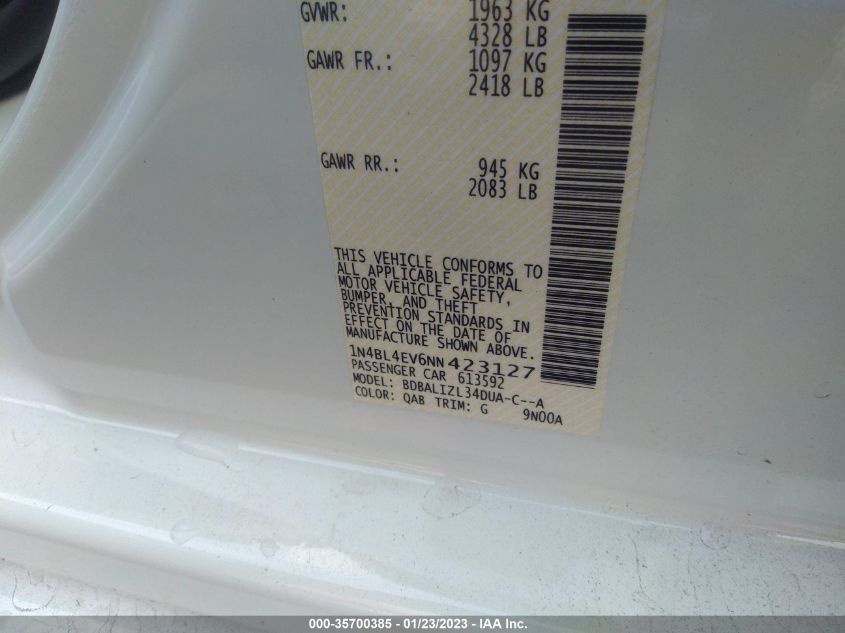 GVWR: 1963 KG
4328 LB
GAWR FR.: 1097 KG
2418 LB
GAWR RR.: 945 KG
2083 LB
THIS VEHICLE CONFORMS TO
ALL APPLICABLE FEDERAL
MOTOR VEHICLE SAFETY,
BUMPER, AND THEFT
PREVENTION STANDARDS IN
EFFECT ON THE DATE OF
MANUFACTURE SHOWN ABOVE.
1N4BL4EV6NN423127
PASSENGER CAR 613592
MODEL: BDBALIZL34DUA-C--A
COLOR: QAB TRIM: G 9N00A
000-35700385 - 01/23/2023 - IAA Inc.